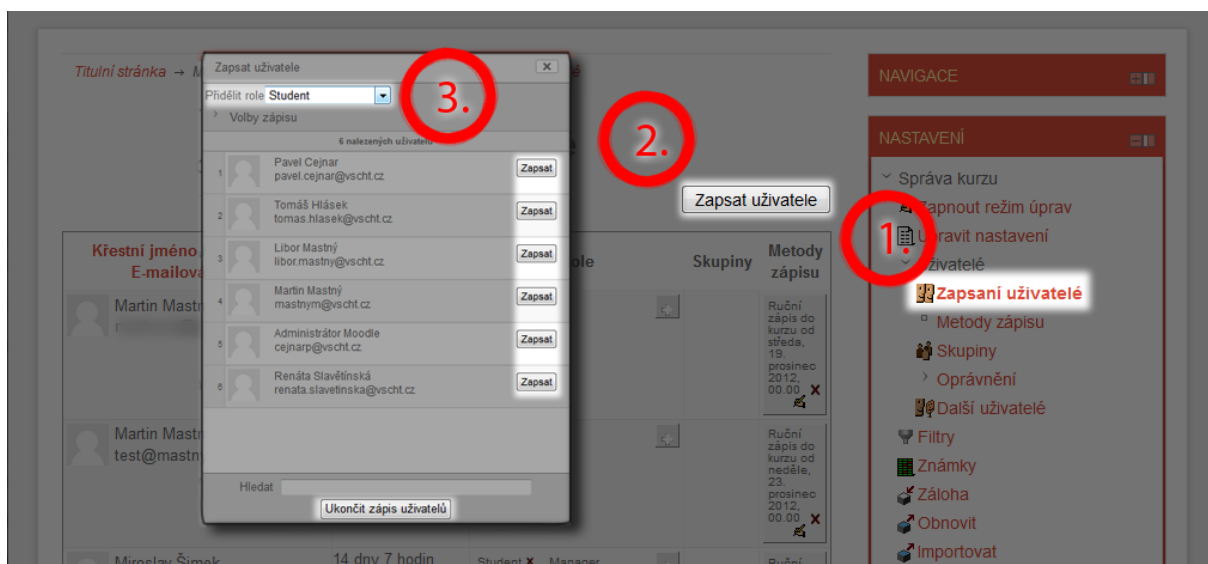 Titulní stránka → M
Zapsat uživatele
Přidělit role Student
3.
Volby zápisu
6 nalezených uživatelů
1 Pavel Cejnar
pavel.cejnar@vscht.cz
Zapsat
2 Tomáš Hlásek
tomas.hlasek@vscht.cz
Zapsat
3 Libor Mastný
libor.mastny@vscht.cz
Zapsat
4 Martin Mastný
mastnym@vscht.cz
Zapsat
5 Administrátor Moodle
cejnarp@vscht.cz
Zapsat
6 Renáta Slavětínská
renata.slavetinska@vscht.cz
Zapsat
Hledat
Ukončit zápis uživatelů
2.
Zapsat uživatele
Křestní jméno
E-mailova
ole
Skupiny
Metody
zápisu
Martin Mastn
Ruční
zápis do
kurzu od
středa,
19.
prosinec
2012,
00.00
Martin Mastn
test@mastn
Ruční
zápis do
kurzu od
neděle,
23.
prosinec
2012,
00.00
Miroslav Šimek
14 dny 7 hodin
Student Manager
Ruční
NAVIGACE
NASTAVENÍ
Správa kurzu
Zapnout režim úprav
1.
Upravit nastavení
Uživatelé
Zapsaní uživatelé
Metody zápisu
Skupiny
Oprávnění
Další uživatelé
Filtry
Známky
Záloha
Obnovit
Importovat